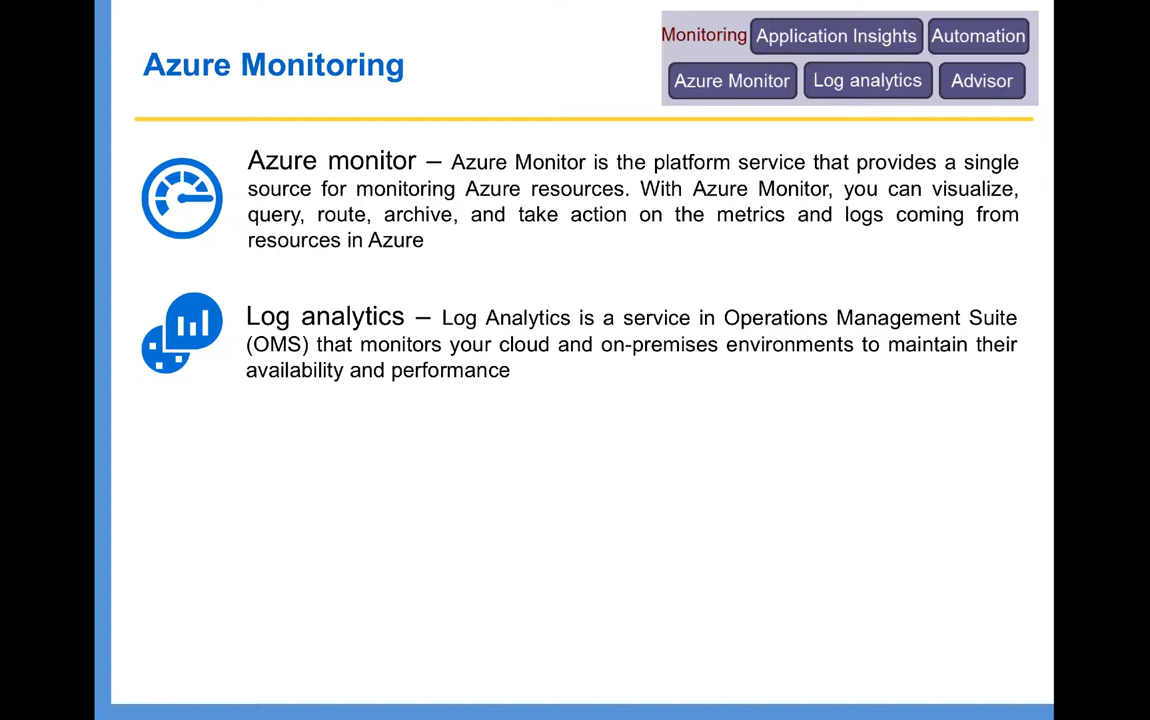 Azure Monitoring
Monitoring Application Insights Automation
Azure Monitor Log analytics Advisor
Azure monitor – Azure Monitor is the platform service that provides a single
source for monitoring Azure resources. With Azure Monitor, you can visualize,
query, route, archive, and take action on the metrics and logs coming from
resources in Azure
Log analytics – Log Analytics is a service in Operations Management Suite
(OMS) that monitors your cloud and on-premises environments to maintain their
availability and performance